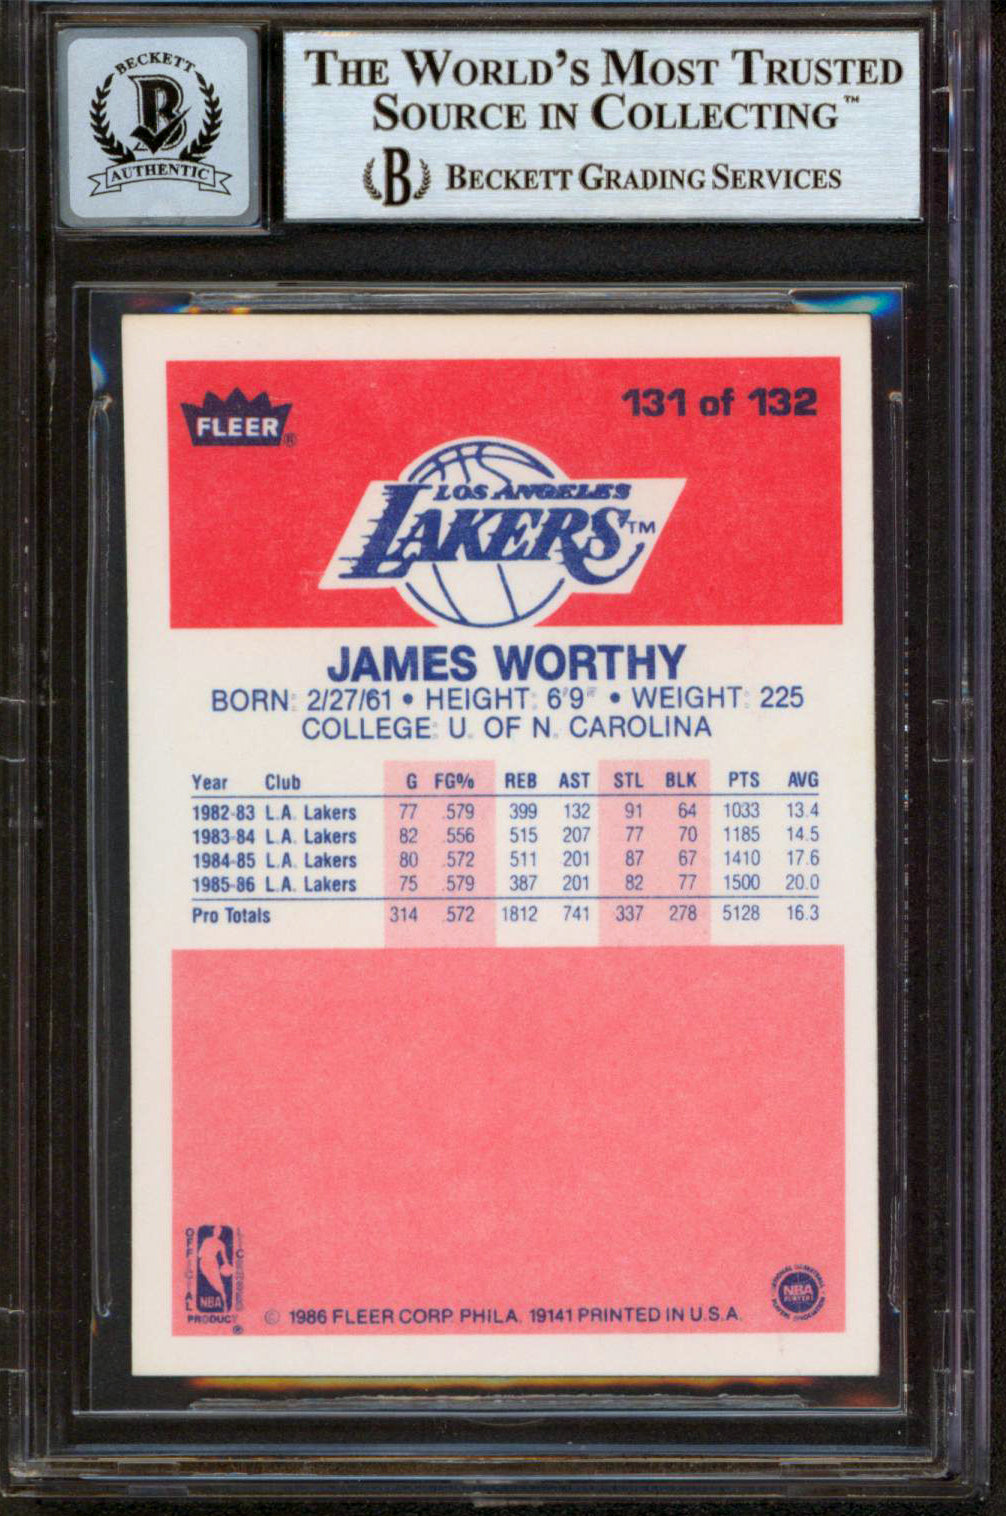 BECKETT
B
AUTHENTIC
THE WORLD'S MOST TRUSTED
SOURCE IN COLLECTING™
B BECKETT GRADING SERVICES
FLEER®
131 of 132
LOS ANGELES
LAKERS™
JAMES WORTHY
BORN: 2/27/61 • HEIGHT: 6'9" • WEIGHT: 225
COLLEGE: U. OF N. CAROLINA
Year Club G FG% REB AST STL BLK PTS AVG
1982-83 L.A. Lakers 77 .579 399 132 91 64 1033 13.4
1983-84 L.A. Lakers 82 .556 515 207 77 70 1185 14.5
1984-85 L.A. Lakers 80 .572 511 201 87 67 1410 17.6
1985-86 L.A. Lakers 75 .579 387 201 82 77 1500 20.0
Pro Totals 314 .572 1812 741 337 278 5128 16.3
OFFICIAL
NBA
PRODUCT
®
NBA
© 1986 FLEER CORP PHILA. 19141 PRINTED IN U.S.A.